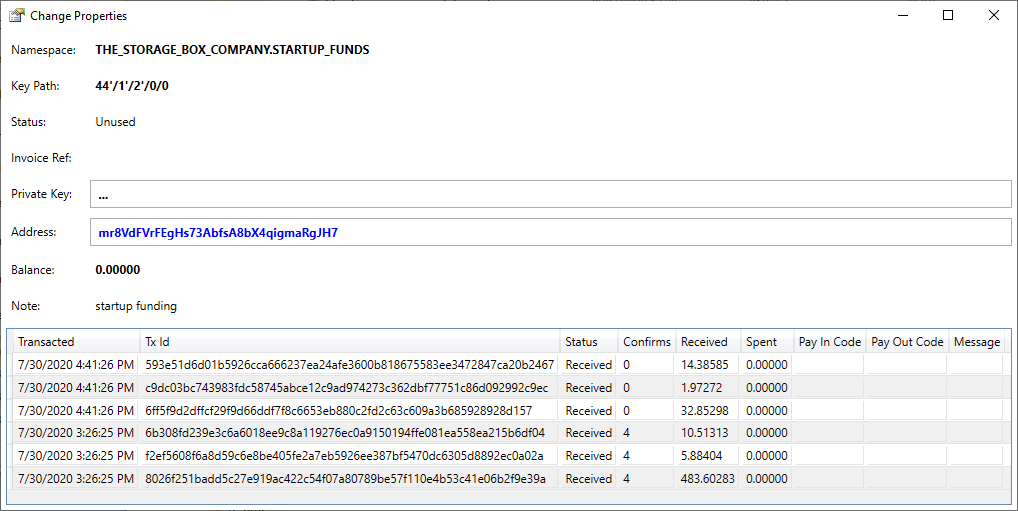 Change Properties
Namespace: THE_STORAGE_BOX_COMPANY.STARTUP_FUNDS
Key Path: 44'/1'/2'/0/0
Status: Unused
Invoice Ref:
Private Key: ...
Address: mr8VdFVrFEgHs73AbfsA8bX4qigmaRgJH7
Balance: 0.00000
Note: startup funding
Transacted Tx Id Status Confirms Received Spent Pay In Code Pay Out Code Message
7/30/2020 4:41:26 PM 593e51d6d01b5926cca666237ea24afe3600b818675583ee3472847ca20b2467 Received 0 14.38585 0.00000
7/30/2020 4:41:26 PM c9dc03bc743983fdc58745abce12c9ad974273c362dbf77751c86d092992c9ec Received 0 1.97272 0.00000
7/30/2020 4:41:26 PM 6ff5f9d2dffcf29f9d66ddf7f8c6653eb880c2fd2c63c609a3b685928928d157 Received 0 32.85298 0.00000
7/30/2020 3:26:25 PM 6b308fd239e3c6a6018ee9c8a119276ec0a9150194ffe081ea558ea215b6df04 Received 4 10.51313 0.00000
7/30/2020 3:26:25 PM f2ef5608f6a8d59c6e8be405fe2a7eb5926ee387bf5470dc6305d8892ec0a02a Received 4 5.88404 0.00000
7/30/2020 3:26:25 PM 8026f251badd5c27e919ac422c54f07a80789be57f110e4b53c41e06b2f9e39a Received 4 483.60283 0.00000